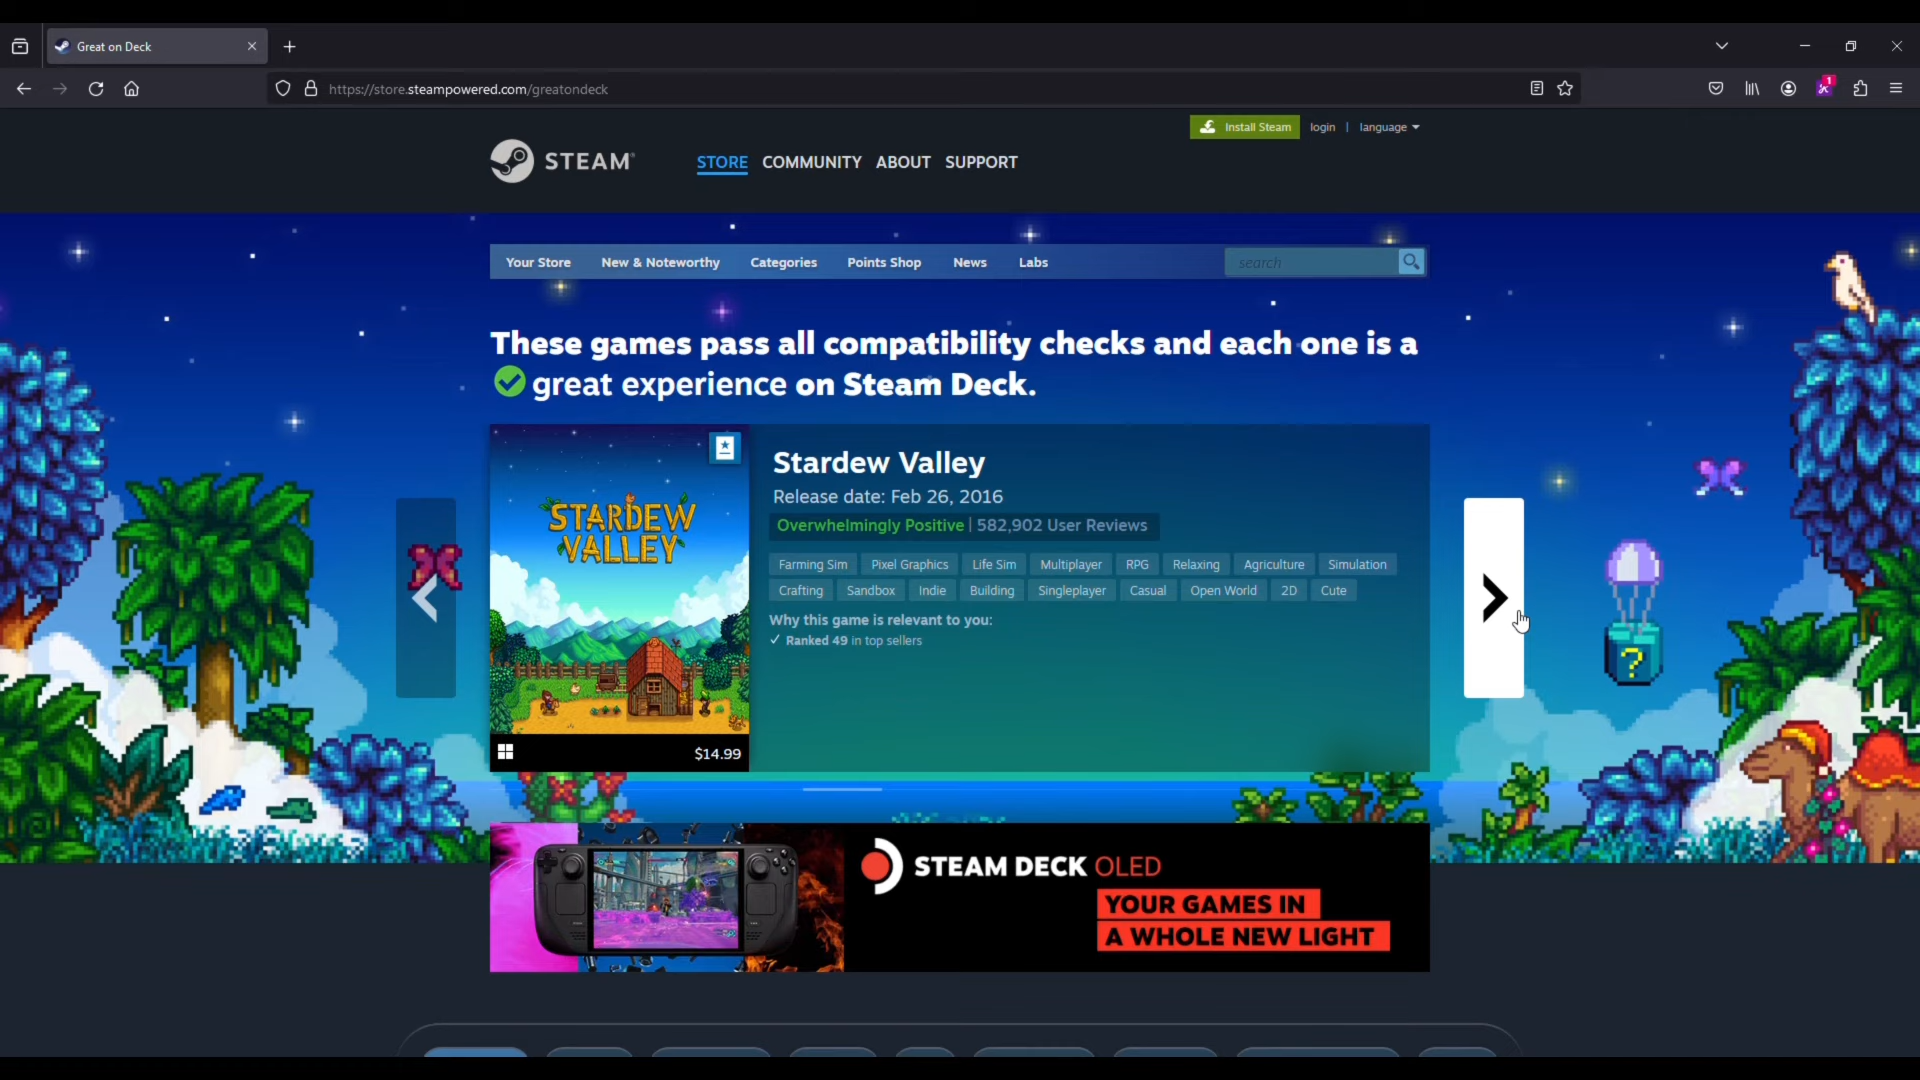 Great on Deck
https://store.steampowered.com/greatondeck
1
Install Steam login | language
STEAM®
STORE COMMUNITY ABOUT SUPPORT
Your Store New & Noteworthy Categories Points Shop News Labs search
These games pass all compatibility checks and each one is a
great experience on Steam Deck.
STARDEW
VALLEY
$14.99
Stardew Valley
Release date: Feb 26, 2016
Overwhelmingly Positive | 582,902 User Reviews
Farming Sim Pixel Graphics Life Sim Multiplayer RPG Relaxing Agriculture Simulation
Crafting Sandbox Indie Building Singleplayer Casual Open World 2D Cute
Why this game is relevant to you:
✓ Ranked 49 in top sellers
?
STEAM DECK OLED
YOUR GAMES IN
A WHOLE NEW LIGHT